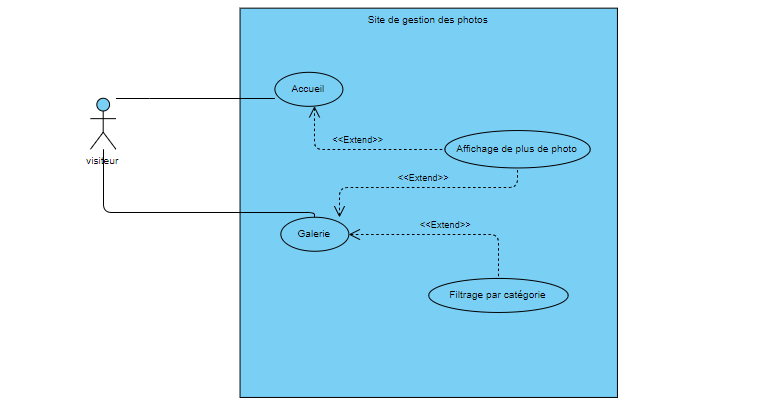 Site de gestion des photos
Accueil
<<Extend>>
Affichage de plus de photo
visiteur
<<Extend>>
<<Extend>>
Galerie
Filtrage par catégorie